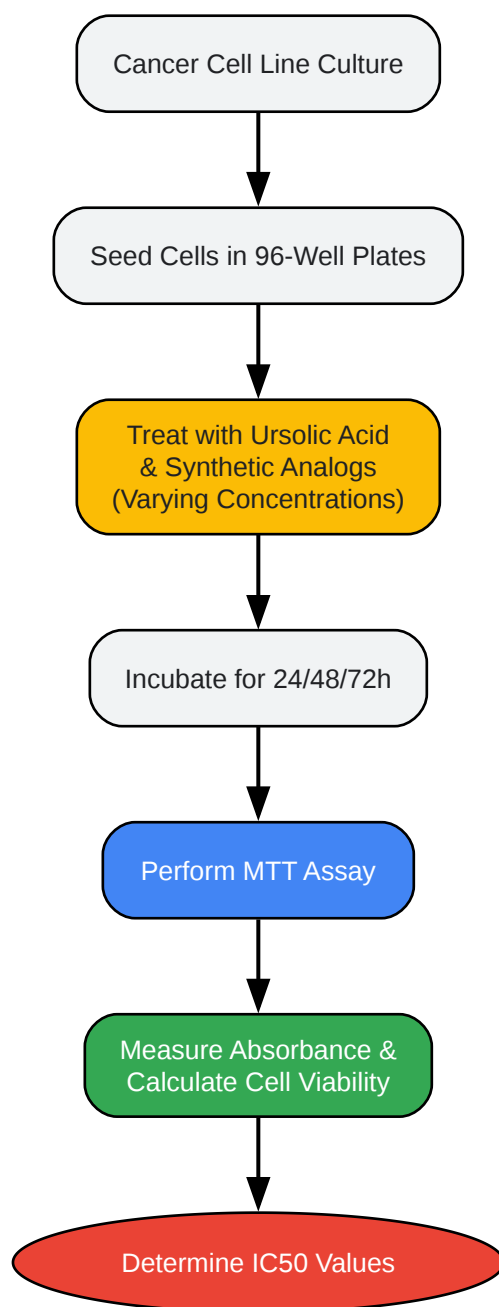 Cancer Cell Line Culture
Seed Cells in 96-Well Plates
Treat with Ursolic Acid
& Synthetic Analogs
(Varying Concentrations)
Incubate for 24/48/72h
Perform MTT Assay
Measure Absorbance &
Calculate Cell Viability
Determine IC50 Values